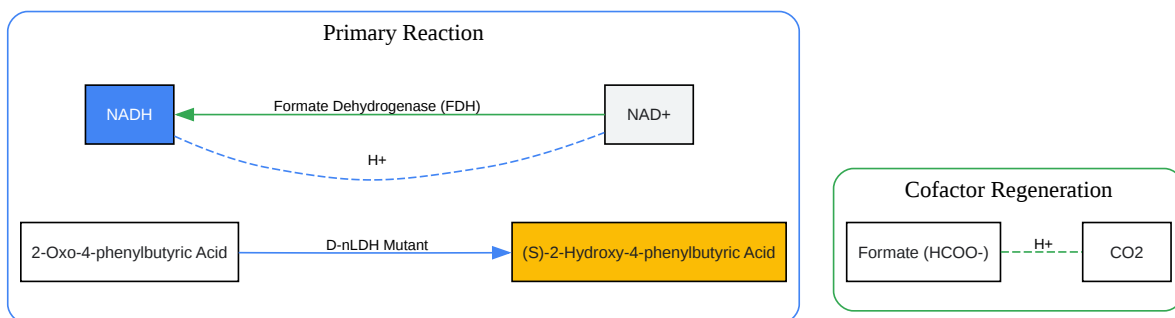 Primary Reaction
NADH
Formate Dehydrogenase (FDH)
NAD+
H+
2-Oxo-4-phenylbutyric Acid
D-nLDH Mutant
(S)-2-Hydroxy-4-phenylbutyric Acid
Cofactor Regeneration
Formate (HCOO-)
H+
CO2